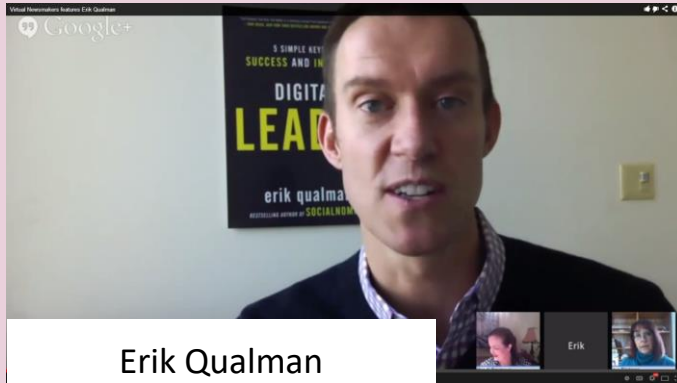 Virtual Newsmakers features Erik Qualman
Google+
5 SIMPLE KEY
SUCCESS AND IN
DIGITA
LEAD
erik qualma
BESTSELLING AUTHOR OF SOCIALNOM
Erik
Erik Qualman